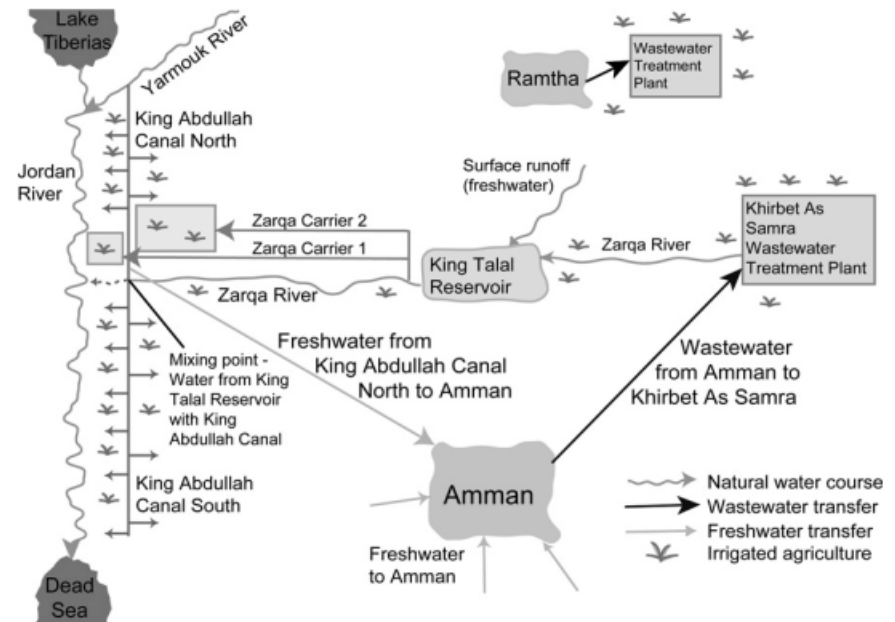 Lake
Tiberias
Yarmouk River
King Abdullah
Canal North
Jordan
River
Ramtha
Wastewater
Treatment
Plant
Surface runoff
(freshwater)
Zarqa Carrier 2
Zarqa Carrier 1
King Talal
Reservoir
Zarqa River
Khirbet As
Samra
Wastewater
Treatment Plant
Zarqa River
Mixing point -
Water from King
Talal Reservoir
with King
Abdullah Canal
Freshwater from
King Abdullah Canal
North to Amman
Wastewater
from Amman to
Khirbet As Samra
King Abdullah
Canal South
Amman
Freshwater
to Amman
Natural water course
Wastewater transfer
Freshwater transfer
Irrigated agriculture
Dead
Sea